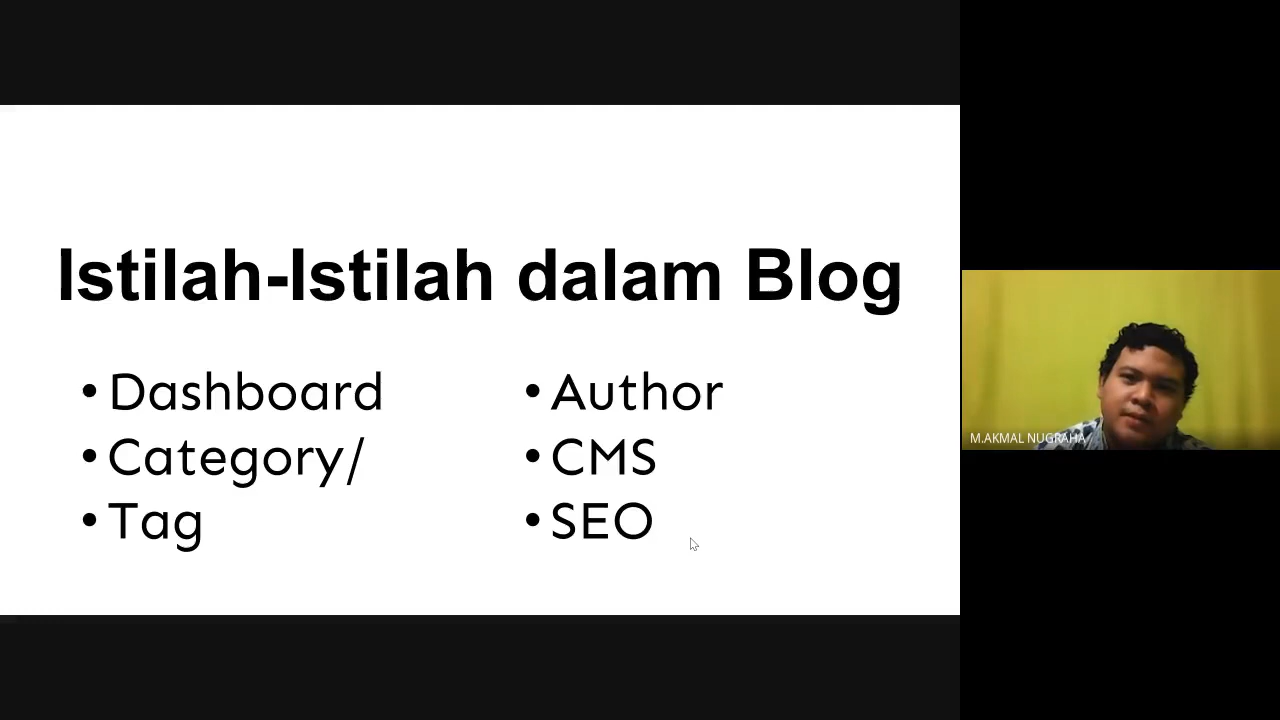 Istilah-Istilah dalam Blog
• Dashboard
• Category/
• Tag
• Author
• CMS
• SEO
M.AKMAL NUGRAHA